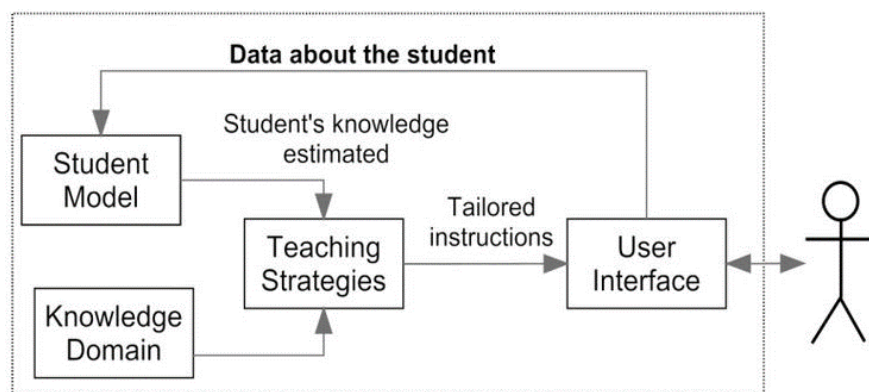 Data about the student
Student's knowledge
estimated
Student
Model
Tailored
instructions
Teaching
Strategies
User
Interface
Knowledge
Domain